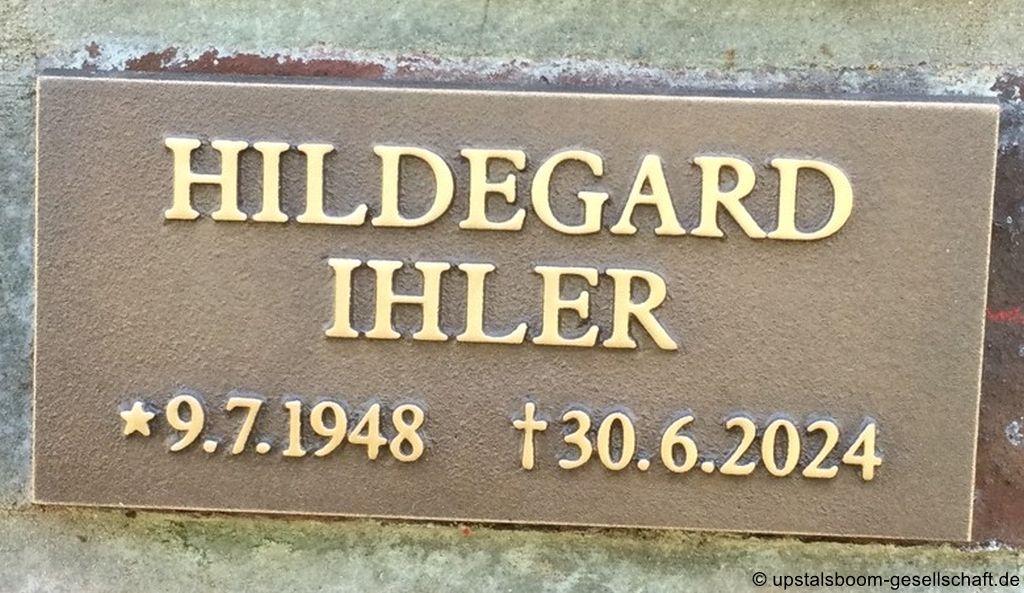 HILDEGARD
IHLER
★9.7.1948 †30.6.2024
© upstalsboom-gesellschaft.de